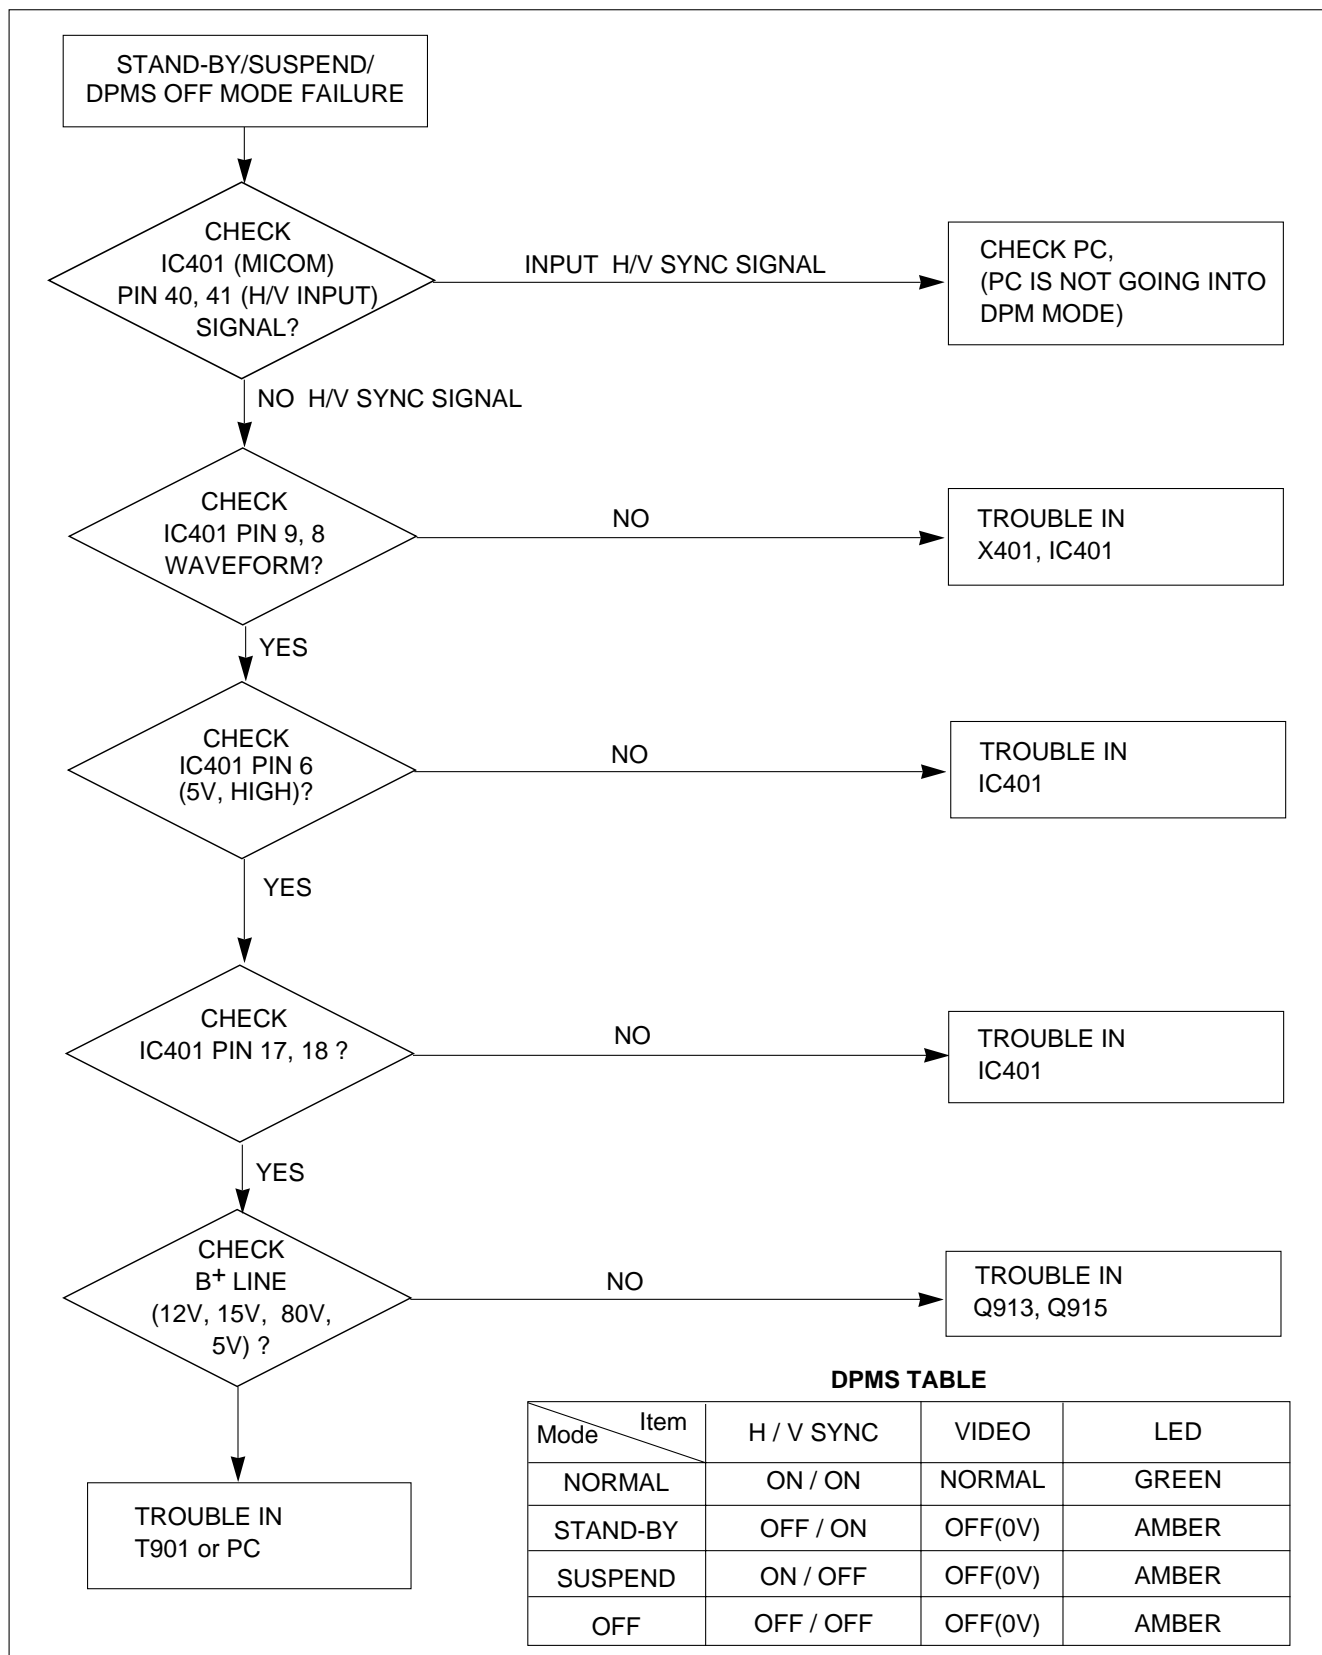 STAND-BY/SUSPEND/
DPMS OFF MODE FAILURE
CHECK
IC401 (MICOM)
PIN 40, 41 (H/V INPUT)
SIGNAL?
INPUT H/V SYNC SIGNAL
CHECK PC,
(PC IS NOT GOING INTO
DPM MODE)
NO H/V SYNC SIGNAL
CHECK
IC401 PIN 9, 8
WAVEFORM?
NO
TROUBLE IN
X401, IC401
YES
CHECK
IC401 PIN 6
(5V, HIGH)?
NO
TROUBLE IN
IC401
YES
CHECK
IC401 PIN 17, 18 ?
NO
TROUBLE IN
IC401
YES
CHECK
B+ LINE
(12V, 15V, 80V,
5V) ?
NO
TROUBLE IN
Q913, Q915
TROUBLE IN
T901 or PC
DPMS TABLE
Mode Item H / V SYNC VIDEO LED
NORMAL ON / ON NORMAL GREEN
STAND-BY OFF / ON OFF(0V) AMBER
SUSPEND ON / OFF OFF(0V) AMBER
OFF OFF / OFF OFF(0V) AMBER